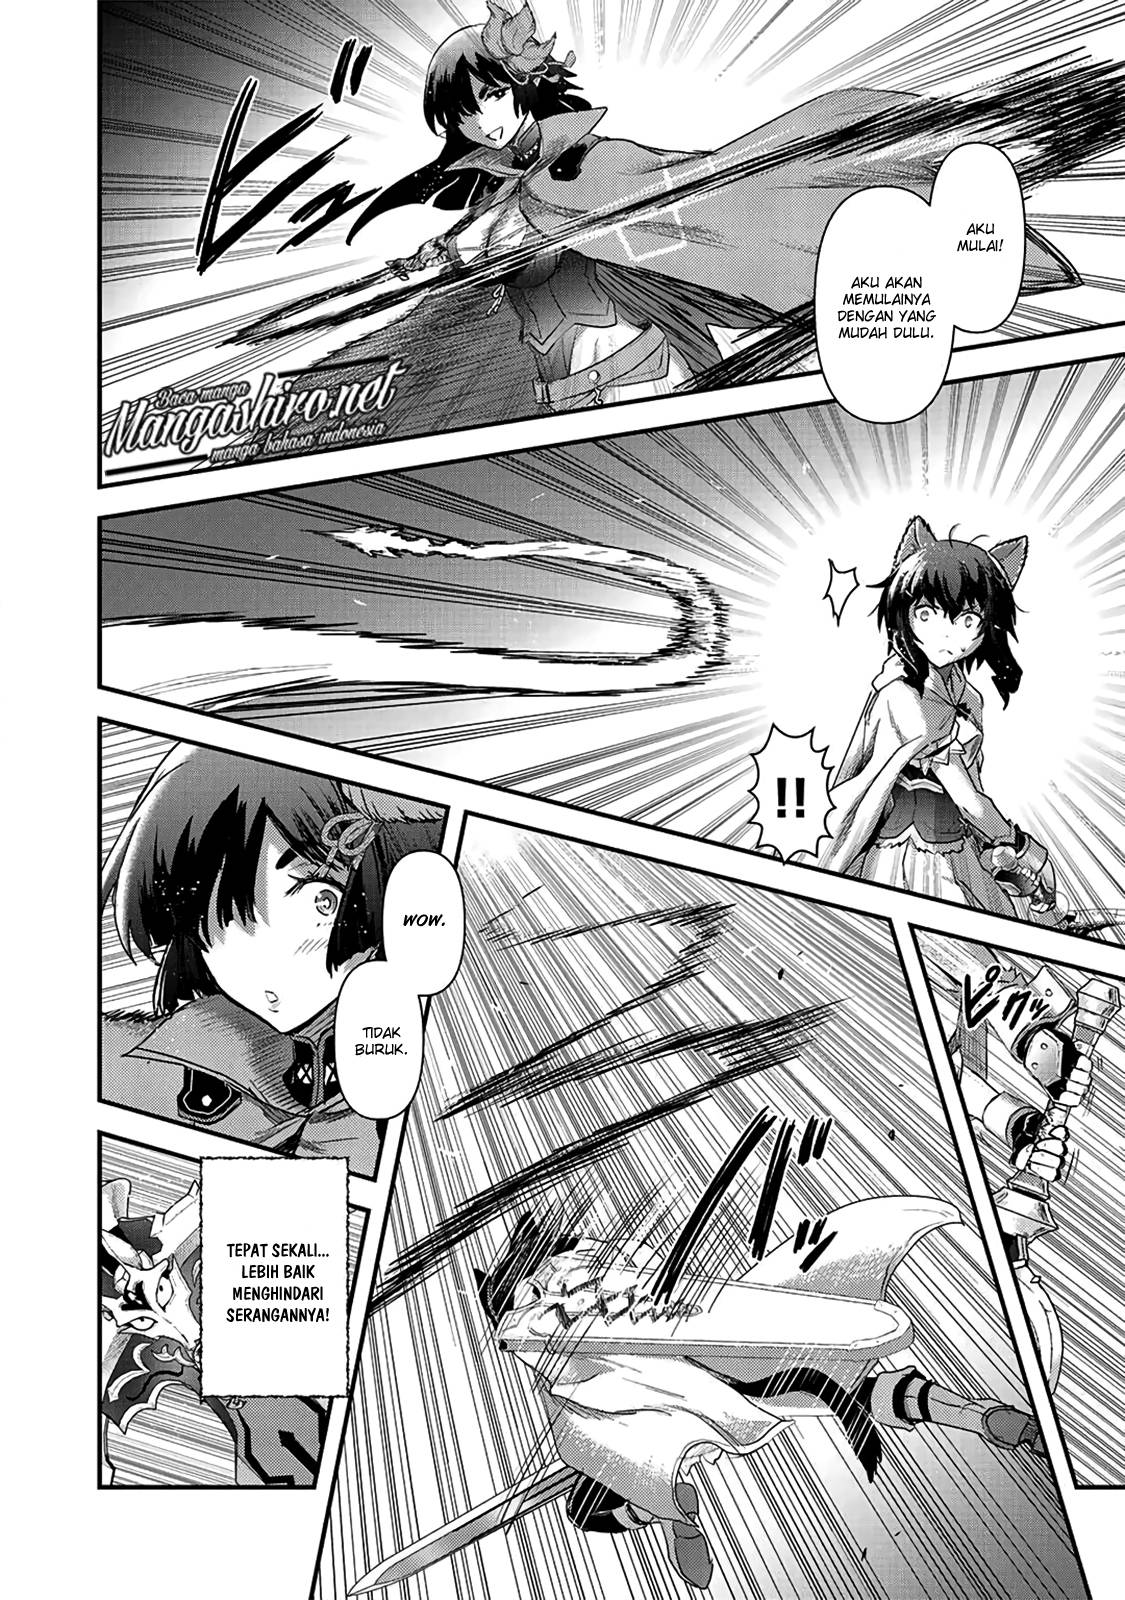 AKU
MULAI!
AKU AKAN
MEMULAINYA
DENGAN YANG
MUDAH DULU.
Baca manga
Mangashiro.net
manga bahasa indonesia
!!
WOW.
TIDAK
BURUK.
TEPAT SEKALI...
LEBIH BAIK
MENGHINDARI
SERANGANNYA!